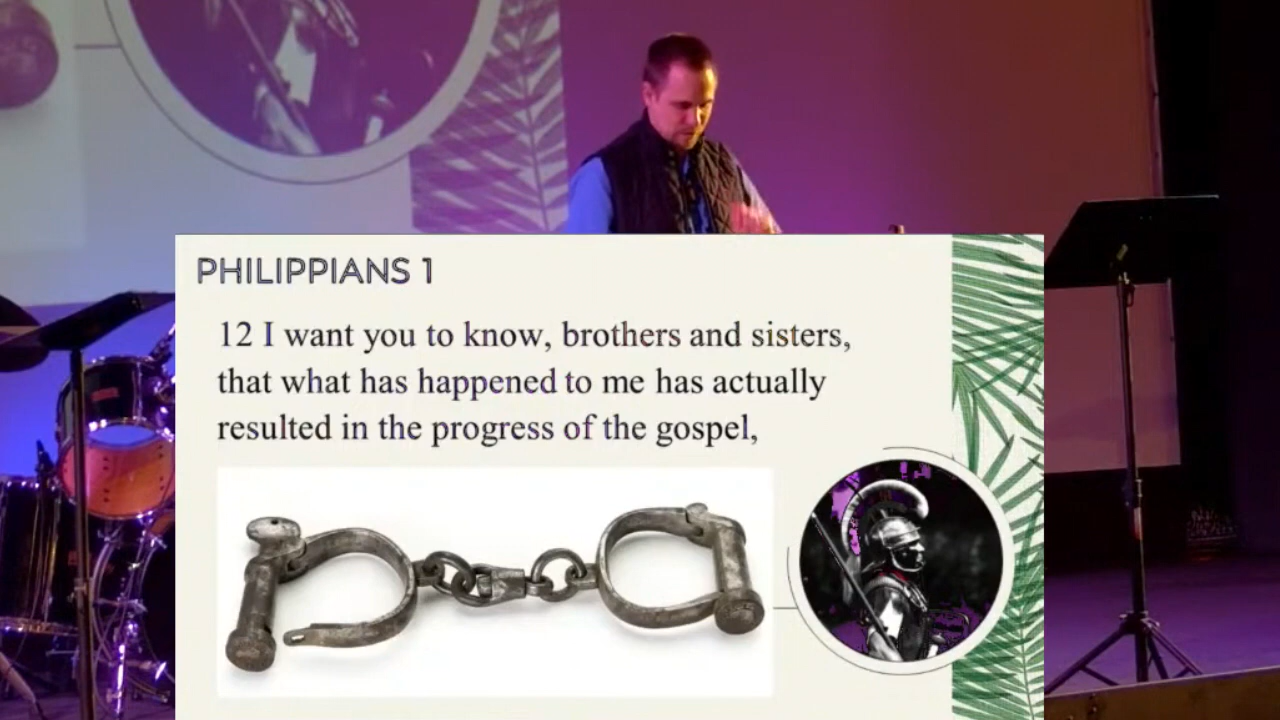 PHILIPPIANS 1
12 I want you to know, brothers and sisters,
that what has happened to me has actually
resulted in the progress of the gospel,